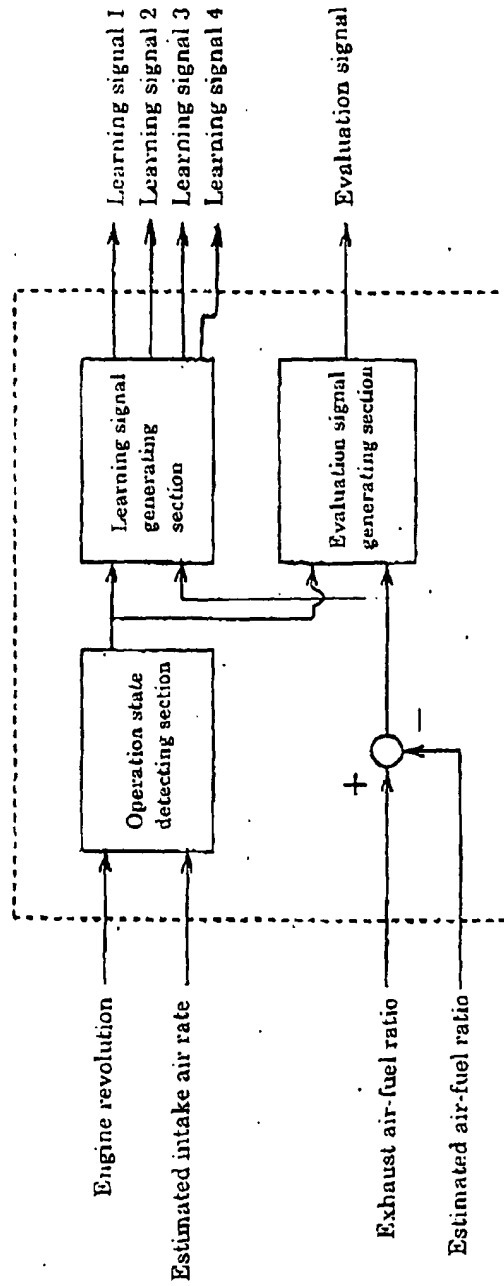 Engine revolution
Estimated intake air rate
Exhaust air-fuel ratio
Estimated air-fuel ratio
Operation state
detecting section
+
−
Learning signal
generating
section
Evaluation signal
generating section
Learning signal 1
Learning signal 2
Learning signal 3
Learning signal 4
Evaluation signal